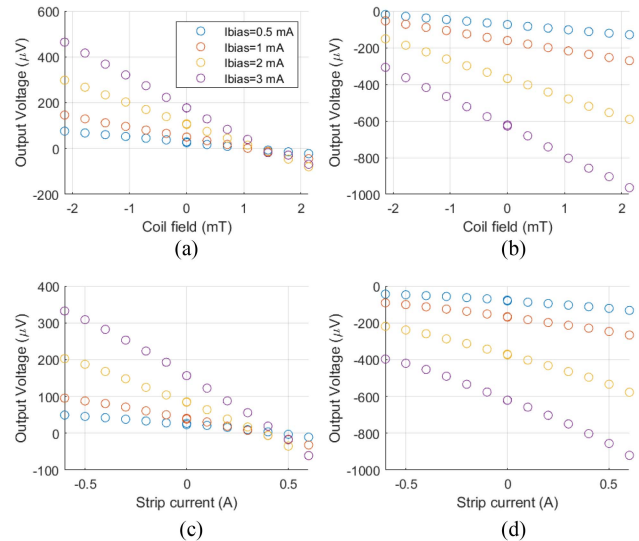 600
400
200
0
-200
Output Voltage (μV)
-2 -1 0 1 2
Coil field (mT)
Ibias=0.5 mA
Ibias=1 mA
Ibias=2 mA
Ibias=3 mA
(a)
0
-200
-400
-600
-800
-1000
Output Voltage (μV)
-2 -1 0 1 2
Coil field (mT)
(b)
400
300
200
100
0
-100
Output Voltage (μV)
-0.5 0 0.5
Strip current (A)
(c)
0
-200
-400
-600
-800
-1000
Output Voltage (μV)
-0.5 0 0.5
Strip current (A)
(d)